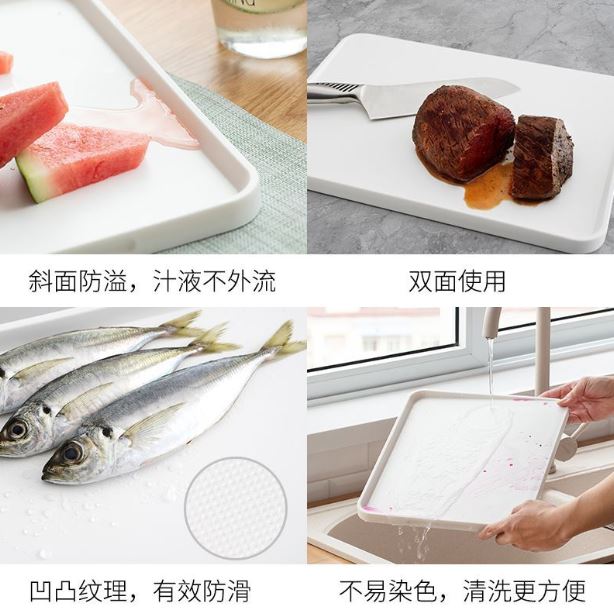 斜面防溢，汁液不外流
双面使用
凹凸纹理，有效防滑
不易染色，清洗更方便